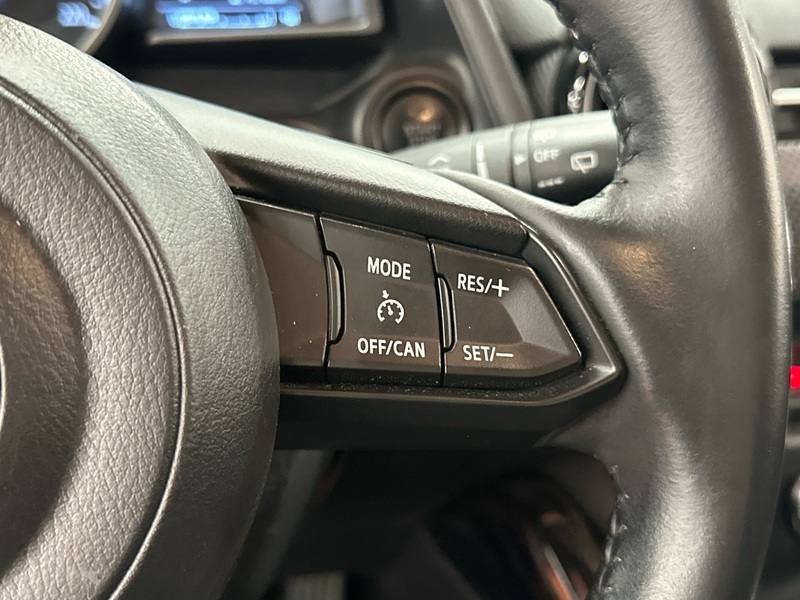 MODE
OFF/CAN
RES/+
SET/−
OFF